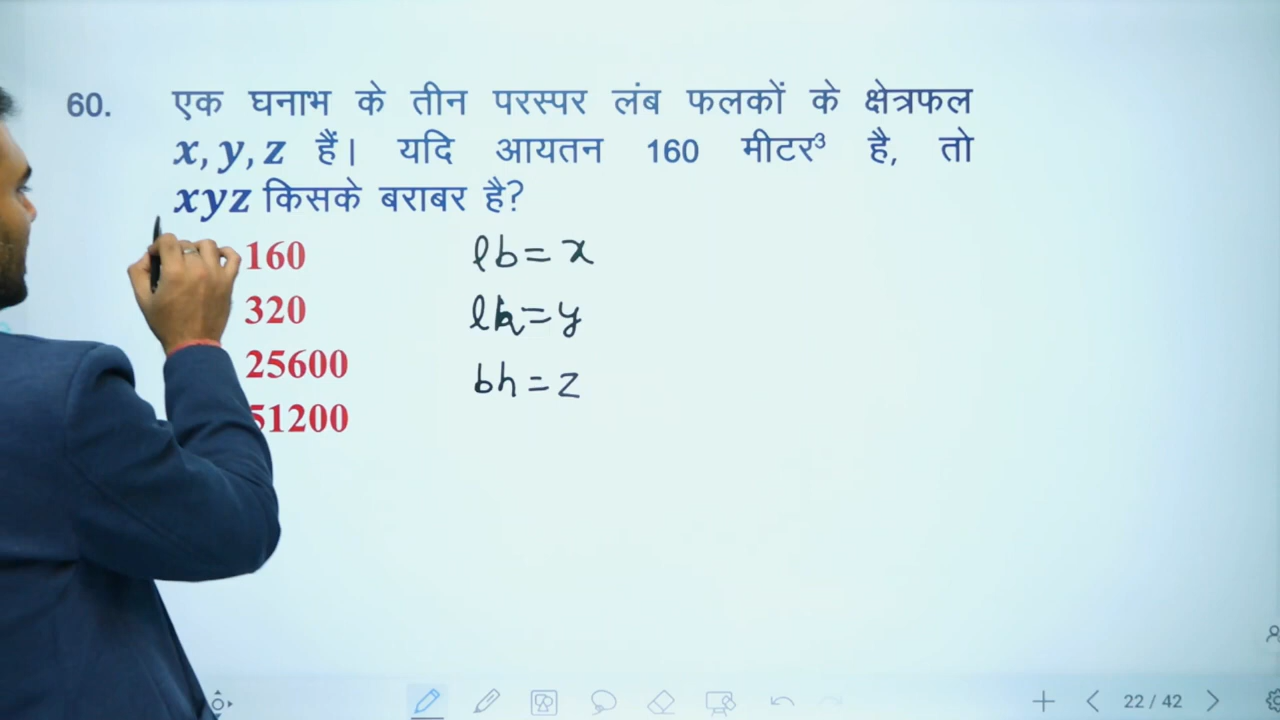 60. एक घनाभ के तीन परस्पर लंब फलकों के क्षेत्रफल
x, y, z हैं। यदि आयतन 160 मीटर³ है, तो
xyz किसके बराबर है?
160
320
25600
51200
lb = x
lh = y
bh = z
22 / 42